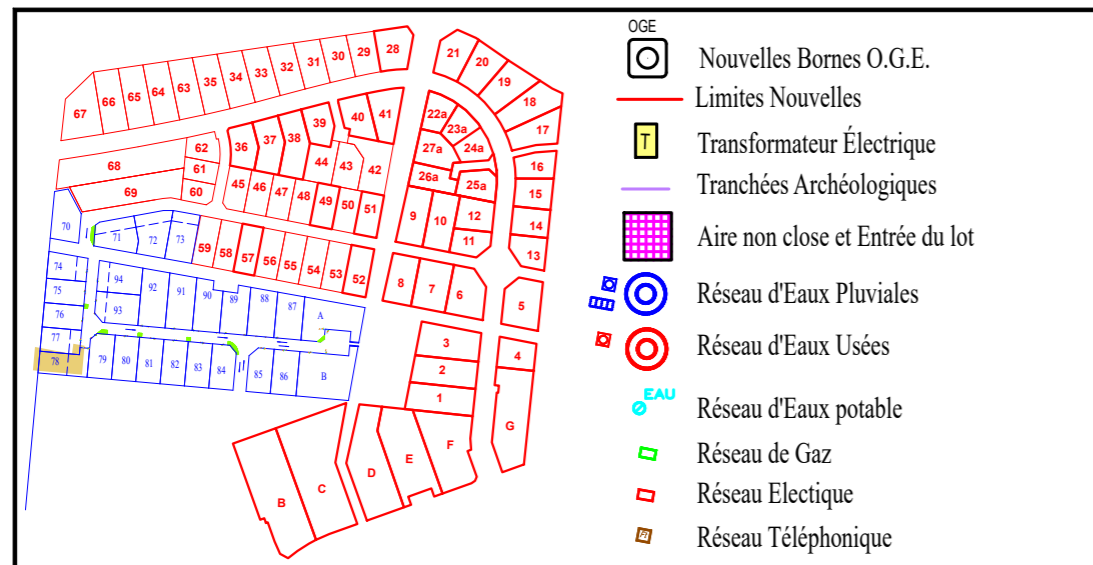 OGE
Nouvelles Bornes O.G.E.
Limites Nouvelles
T
Transformateur Électrique
Tranchées Archéologiques
Aire non close et Entrée du lot
Réseau d'Eaux Pluviales
Réseau d'Eaux Usées
EAU
Réseau d'Eaux potable
Réseau de Gaz
Réseau Electique
Réseau Téléphonique
67 66 65 64 63 35 34 33 32 31 30 29 28
21 20 19 18 17
22a 23a 24a 27a 26a 25a
16 15 14 13
68 69 62 61 60
36 37 38 39 40 41
44 43 42
45 46 47 48 49 50 51
9 10 12 11
70 71 72 73
59 58 57 56 55 54 53 52
8 7 6 5
74 75 76 77 78
94 93 92 91 90 89 88 87 A
79 80 81 82 83 84 85 86 B
3 2 1 4 G
B C D E F